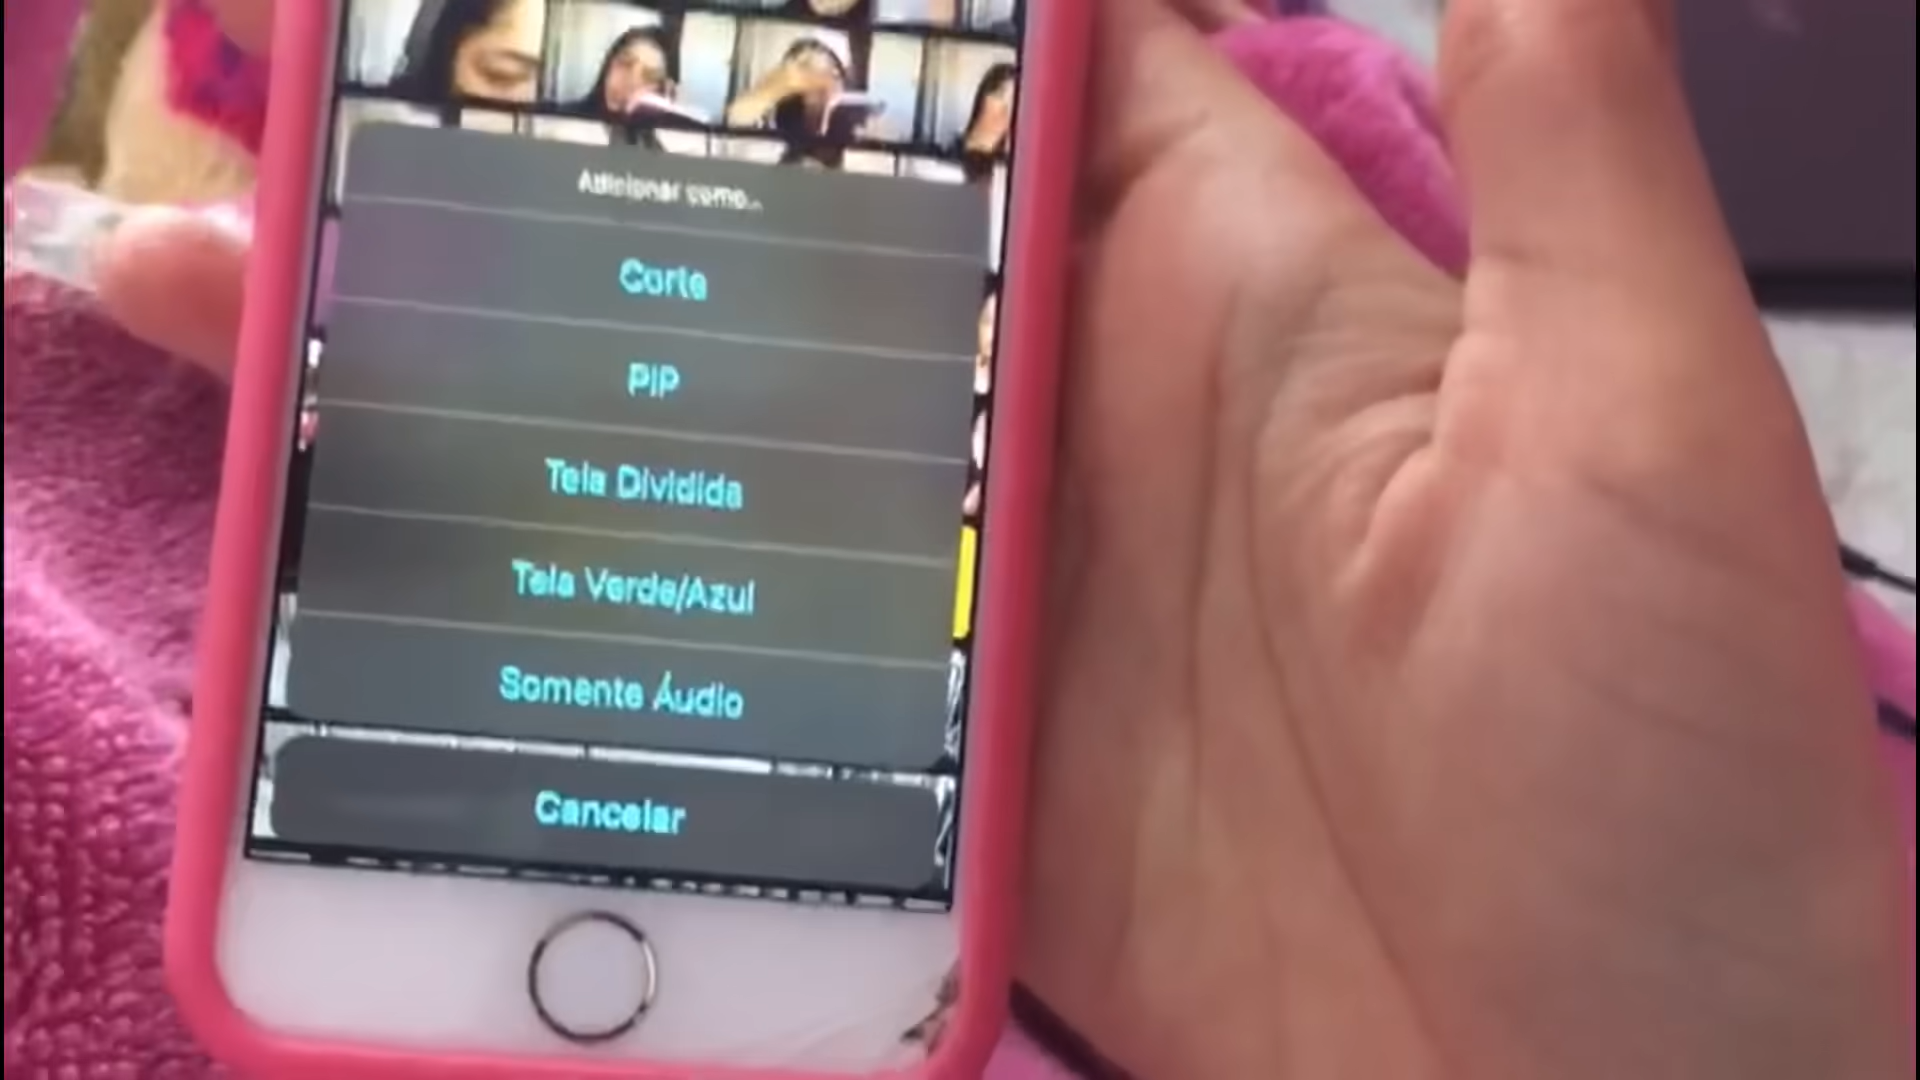 Adicionar como...
Corte
PIP
Tela Dividida
Tela Verde/Azul
Somente Áudio
Cancelar